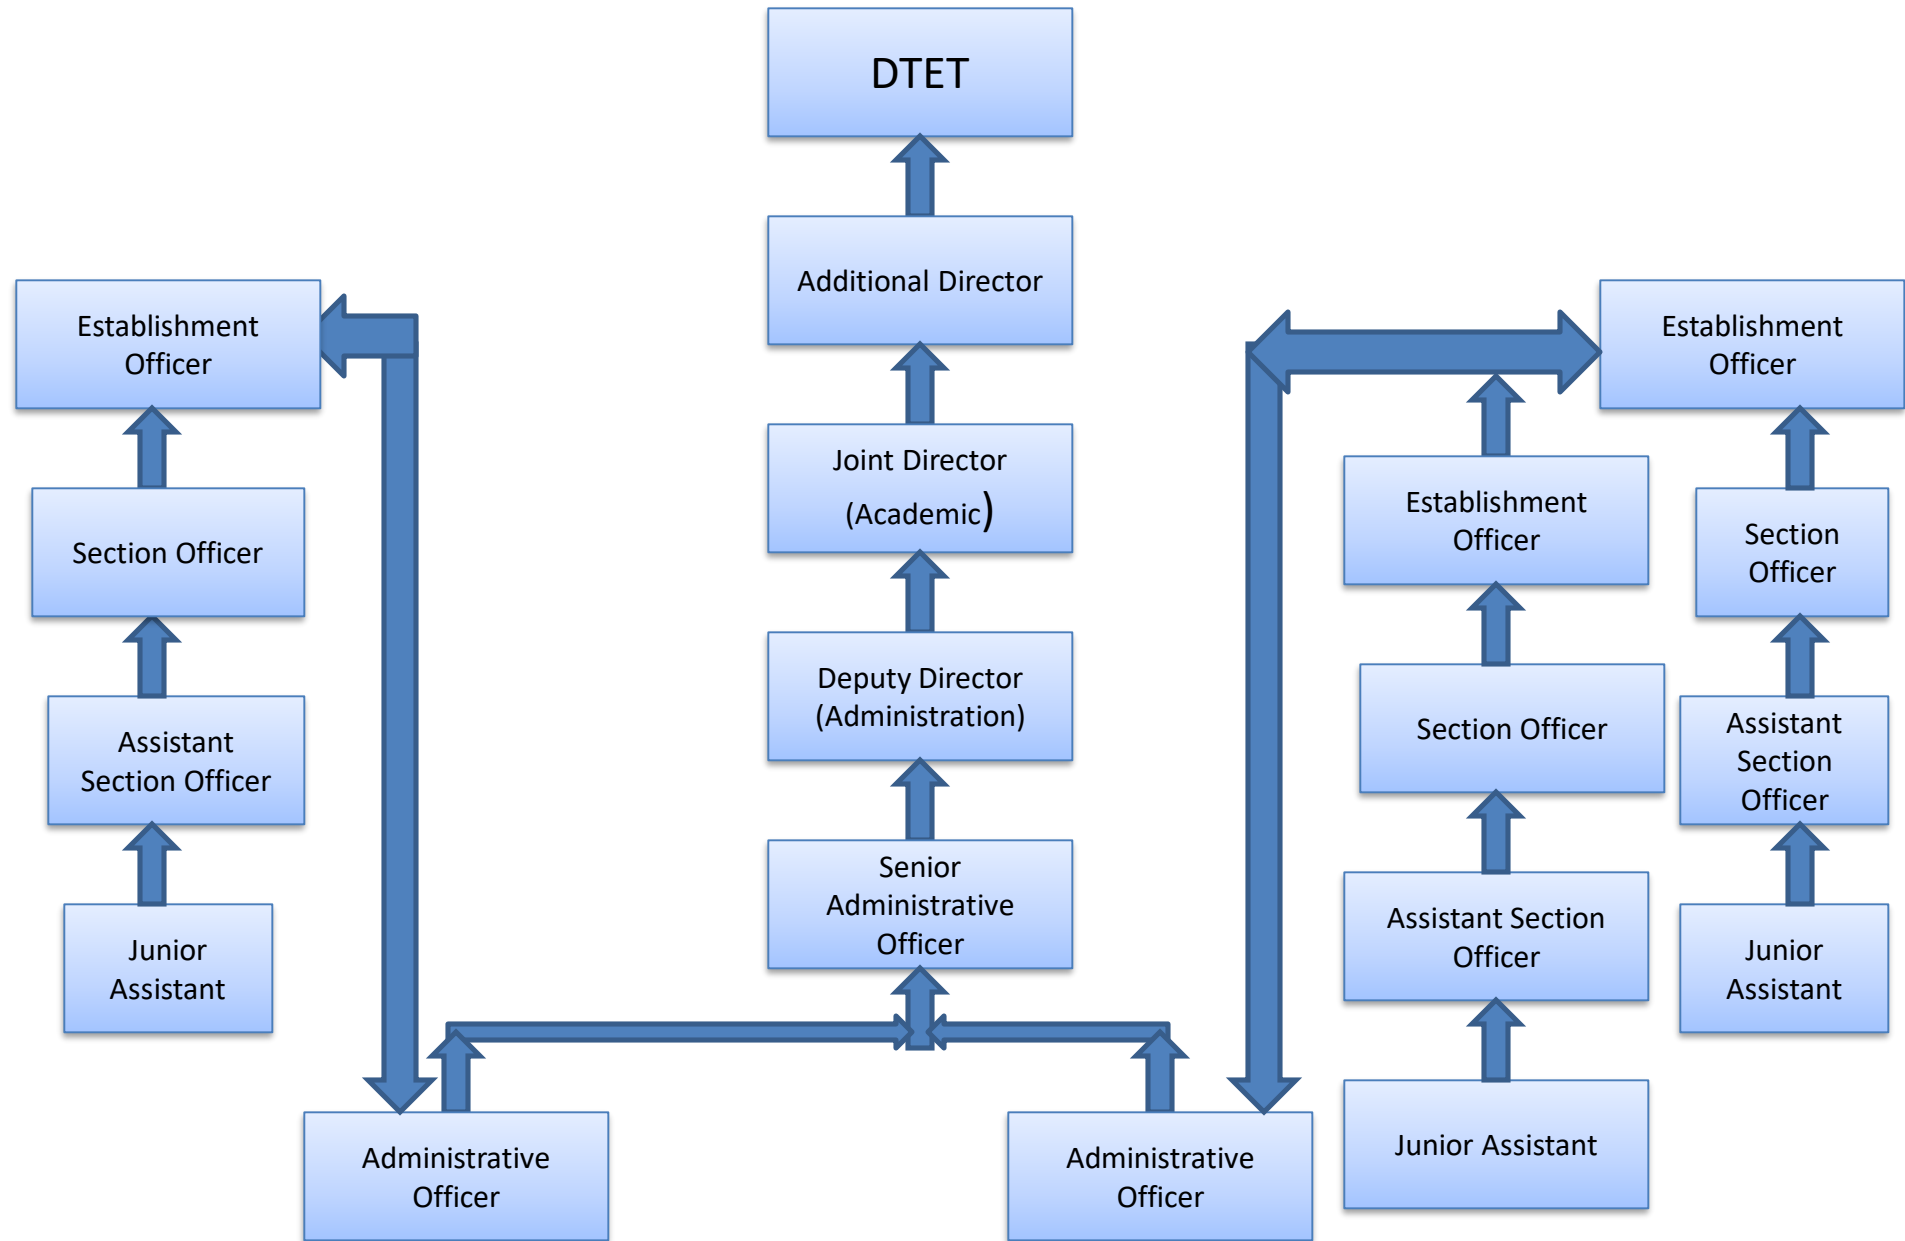 DTET
Additional Director
Establishment
Officer
Establishment
Officer
Joint Director
(Academic)
Establishment
Officer
Section Officer
Section
Officer
Deputy Director
(Administration)
Section Officer
Assistant
Section Officer
Assistant
Section
Officer
Senior
Administrative
Officer
Assistant Section
Officer
Junior
Assistant
Junior
Assistant
Administrative
Officer
Administrative
Officer
Junior Assistant